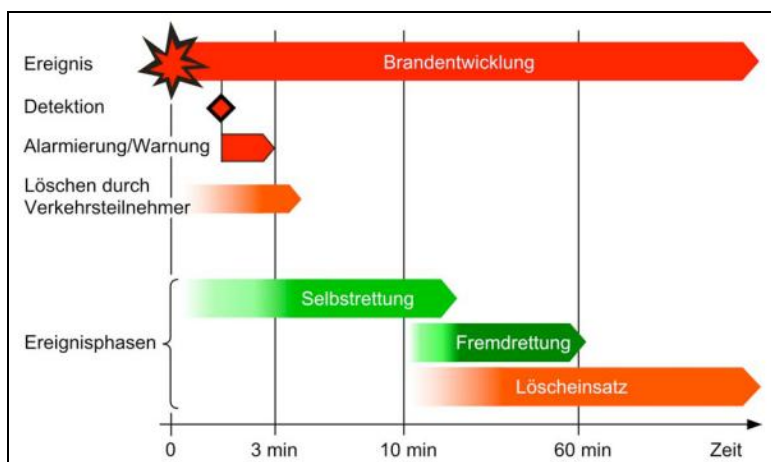 Ereignis
Brandentwicklung
Detektion
Alarmierung/Warnung
Löschen durch
Verkehrsteilnehmer
Selbstrettung
Ereignisphasen
Fremdrettung
Löscheinsatz
0
3 min
10 min
60 min
Zeit